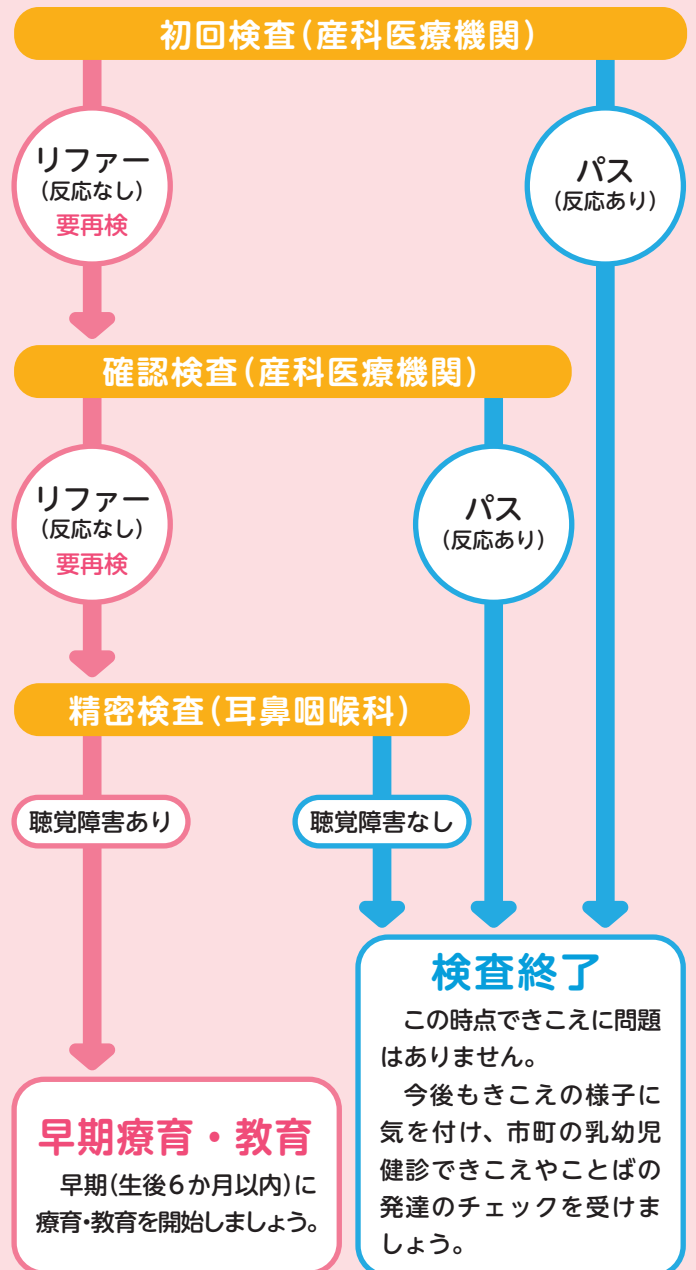 初回検査(産科医療機関)
リファー
(反応なし)
要再検
パス
(反応あり)
確認検査(産科医療機関)
リファー
(反応なし)
要再検
パス
(反応あり)
精密検査(耳鼻咽喉科)
聴覚障害あり
聴覚障害なし
検査終了
この時点できこえに問題
はありません。
今後もきこえの様子に
気を付け、市町の乳幼児
健診できこえやことばの
発達のチェックを受けま
しょう。
早期療育・教育
早期(生後6か月以内)に
療育・教育を開始しましょう。